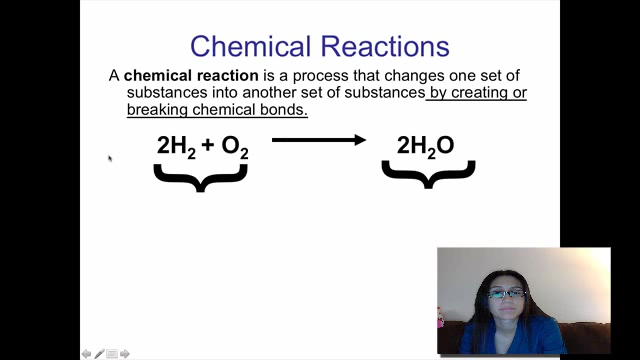 Chemical Reactions
A chemical reaction is a process that changes one set of
substances into another set of substances by creating or
breaking chemical bonds.
2H₂ + O₂ 2H₂O